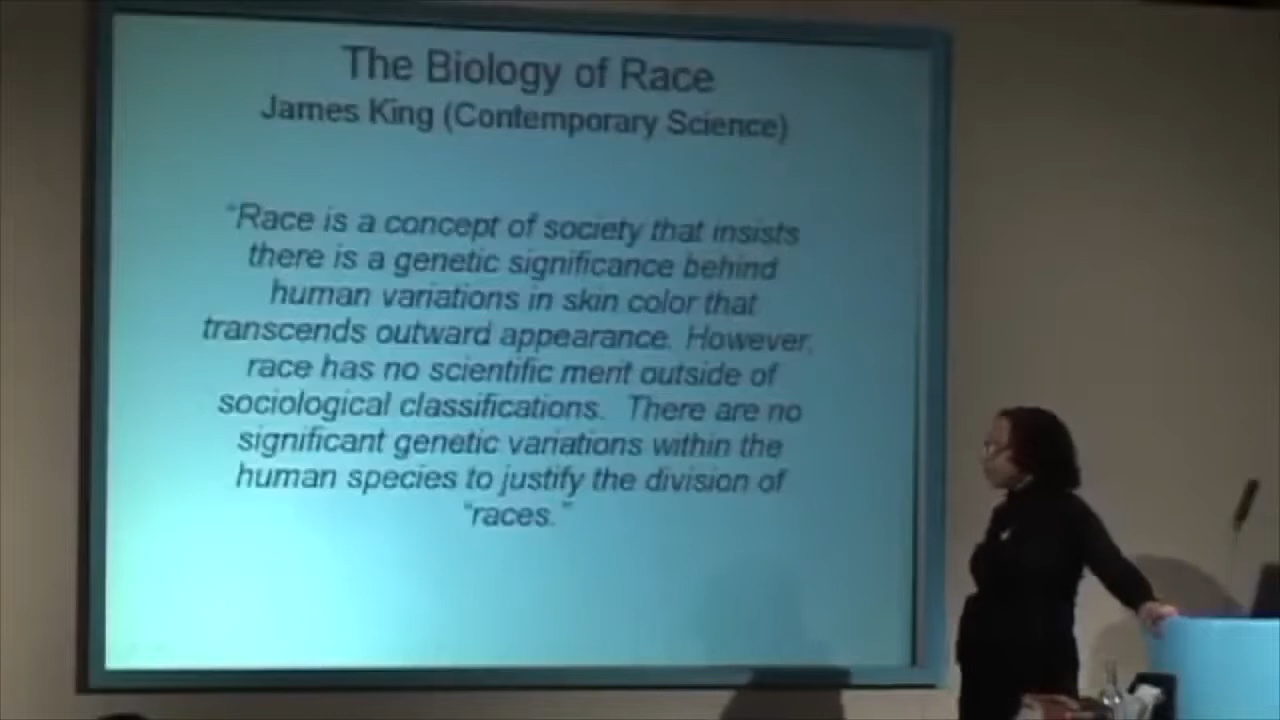 The Biology of Race
James King (Contemporary Science)
"Race is a concept of society that insists
there is a genetic significance behind
human variations in skin color that
transcends outward appearance. However,
race has no scientific merit outside of
sociological classifications. There are no
significant genetic variations within the
human species to justify the division of
"races."